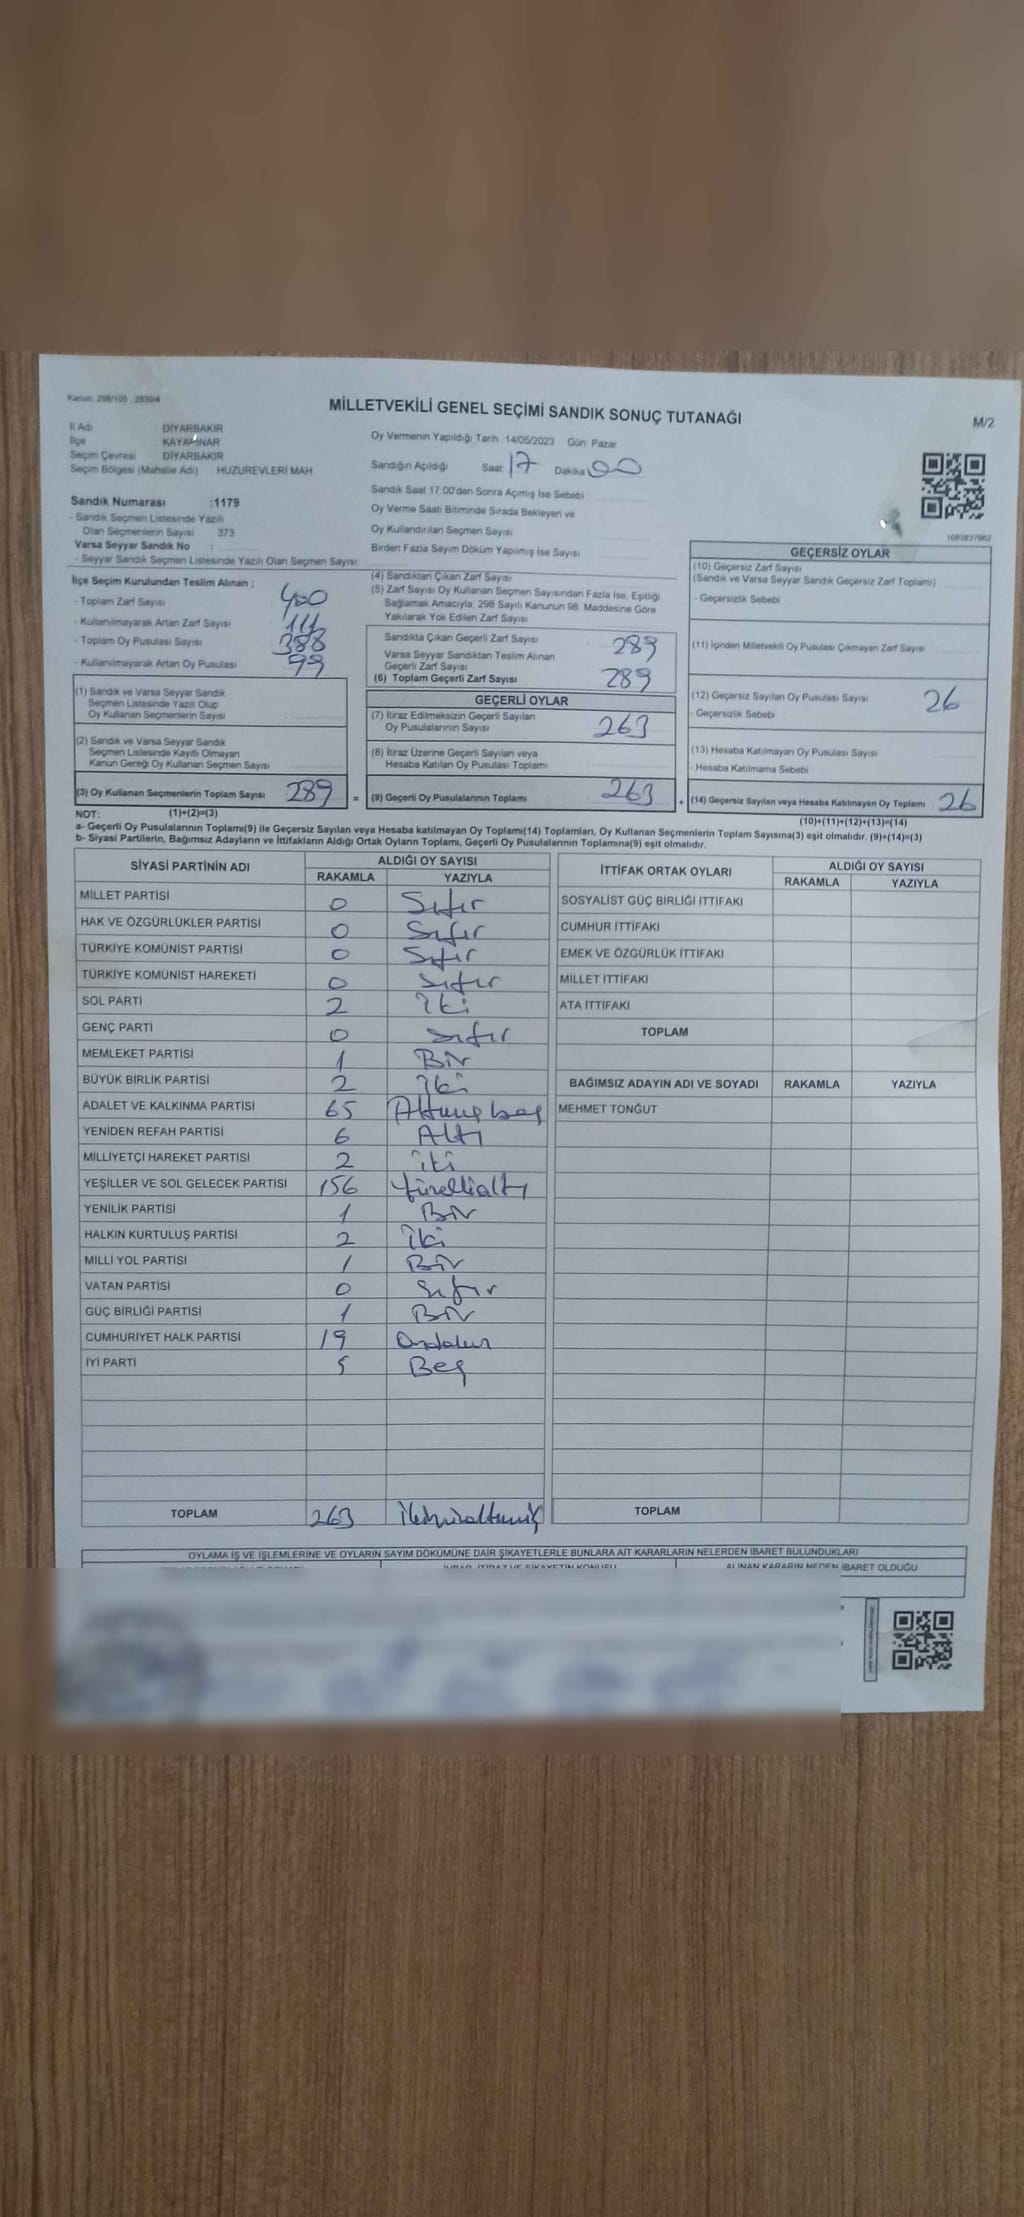 Kanun: 298/105 , 2839/4
MİLLETVEKİLİ GENEL SEÇİMİ SANDIK SONUÇ TUTANAĞI
M/2
İl Adı : DİYARBAKIR
İlçe : KAYAPINAR
Seçim Çevresi : DİYARBAKIR
Seçim Bölgesi (Mahalle Adı) HUZUREVLERİ MAH.
Oy Vermenin Yapıldığı Tarih 14/05/2023 Gün Pazar
Sandığın Açıldığı Saat 17 Dakika 00
Sandık Saat 17:00'den Sonra Açımış İse Sebebi
Oy Verme Saati Bitiminde Sırada Bekleyen ve
Oy Kullandırılan Seçmen Sayısı
Birden Fazla Sayım Döküm Yapılmış İse Sayısı
Sandık Numarası :1179
- Sandık Seçmen Listesinde Yazılı
Olan Seçmenlerin Sayısı 373
Varsa Seyyar Sandık No :
- Seyyar Sandık Seçmen Listesinde Yazılı Olan Seçmen Sayısı:
1083837662
İlçe Seçim Kurulundan Teslim Alınan ;
- Toplam Zarf Sayısı 400
- Kullanılmayarak Artan Zarf Sayısı
- Toplam Oy Pusulası Sayısı 388
- Kullanılmayarak Artan Oy Pusulası 99
(1) Sandık ve Varsa Seyyar Sandık
Seçmen Listesinde Yazılı Olup
Oy Kullanan Seçmenlerin Sayısı :
(2) Sandık ve Varsa Seyyar Sandık
Seçmen Listesinde Kayıtlı Olmayan
Kanun Gereği Oy Kullanan Seçmen Sayısı :
(3) Oy Kullanan Seçmenlerin Toplam Sayısı 289
(1)+(2)=(3)
(4) Sandıktan Çıkan Zarf Sayısı
(5) Zarf Sayısı Oy Kullanan Seçmen Sayısından Fazla İse, Eşitliği
Sağlamak Amacıyla; 298 Sayılı Kanunun 98. Maddesine Göre
Yakılarak Yok Edilen Zarf Sayısı
Sandıkta Çıkan Geçerli Zarf Sayısı 289
Varsa Seyyar Sandıktan Teslim Alınan
Geçerli Zarf Sayısı
(6) Toplam Geçerli Zarf Sayısı 289
GEÇERLİ OYLAR
(7) İtiraz Edilmeksizin Geçerli Sayılan
Oy Pusulalarının Sayısı 263
(8) İtiraz Üzerine Geçerli Sayılan veya
Hesaba Katılan Oy Pusulası Toplamı
= (9) Geçerli Oy Pusulalarının Toplamı 263
GEÇERSİZ OYLAR
(10) Geçersiz Zarf Sayısı
(Sandık ve Varsa Seyyar Sandık Geçersiz Zarf Toplamı)
- Geçersizlik Sebebi
(11) İçinden Milletvekili Oy Pusulası Çıkmayan Zarf Sayısı
(12) Geçersiz Sayılan Oy Pusulası Sayısı 26
- Geçersizlik Sebebi :
(13) Hesaba Katılmayan Oy Pusulası Sayısı
- Hesaba Katılmama Sebebi
+ (14) Geçersiz Sayılan veya Hesaba Katılmayan Oy Toplamı 26
(10)+(11)+(12)+(13)=(14)
NOT:
a- Geçerli Oy Pusulalarının Toplamı(9) ile Geçersiz Sayılan veya Hesaba katılmayan Oy Toplamı(14) Toplamları, Oy Kullanan Seçmenlerin Toplam Sayısına(3) eşit olmalıdır. (9)+(14)=(3)
b- Siyasi Partilerin, Bağımsız Adayların ve İttifakların Aldığı Ortak Oyların Toplamı, Geçerli Oy Pusulalarının Toplamına(9) eşit olmalıdır.
SİYASİ PARTİNİN ADI ALDIĞI OY SAYISI
RAKAMLA YAZIYLA
MİLLET PARTİSİ 0 Sıfır
HAK VE ÖZGÜRLÜKLER PARTİSİ 0 Sıfır
TÜRKİYE KOMÜNİST PARTİSİ 0 Sıfır
TÜRKİYE KOMÜNİST HAREKETİ 0 Sıfır
SOL PARTİ 2 İki
GENÇ PARTİ 0 Sıfır
MEMLEKET PARTİSİ 1 Bir
BÜYÜK BİRLİK PARTİSİ 2 İki
ADALET VE KALKINMA PARTİSİ 65 Altmışbeş
YENİDEN REFAH PARTİSİ 6 Altı
MİLLİYETÇİ HAREKET PARTİSİ 2 iki
YEŞİLLER VE SOL GELECEK PARTİSİ 156 Yüzellialtı
YENİLİK PARTİSİ 1 Bir
HALKIN KURTULUŞ PARTİSİ 2 İki
MİLLİ YOL PARTİSİ 1 Bir
VATAN PARTİSİ 0 Sıfır
GÜÇ BİRLİĞİ PARTİSİ 1 Bir
CUMHURİYET HALK PARTİSİ 19 Ondokuz
İYİ PARTİ 5 Beş
TOPLAM 263
İTTİFAK ORTAK OYLARI ALDIĞI OY SAYISI
RAKAMLA YAZIYLA
SOSYALİST GÜÇ BİRLİĞİ İTTİFAKI
CUMHUR İTTİFAKI
EMEK VE ÖZGÜRLÜK İTTİFAKI
MİLLET İTTİFAKI
ATA İTTİFAKI
TOPLAM
BAĞIMSIZ ADAYIN ADI VE SOYADI RAKAMLA YAZIYLA
MEHMET TONĞUT
TOPLAM
OYLAMA İŞ VE İŞLEMLERİNE VE OYLARIN SAYIM DÖKÜMÜNE DAİR ŞİKAYETLERLE BUNLARA AİT KARARLARIN NELERDEN İBARET BULUNDUKLARI
ALINAN KARARIN NEDEN İBARET OLDUĞU